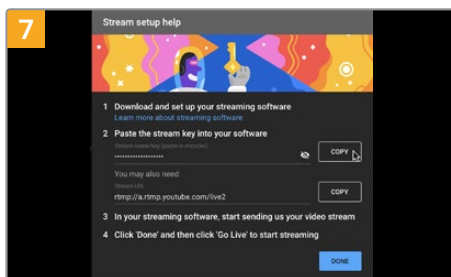 7
Stream setup help
1 Download and set up your streaming software
Learn more about streaming software
2 Paste the stream key into your software
Stream name/key (paste in encoder)
••••••••••••••••••••
COPY
You may also need:
Stream URL
rtmp://a.rtmp.youtube.com/live2
COPY
3 In your streaming software, start sending us your video stream
4 Click 'Done' and then click 'Go Live' to start streaming
DONE